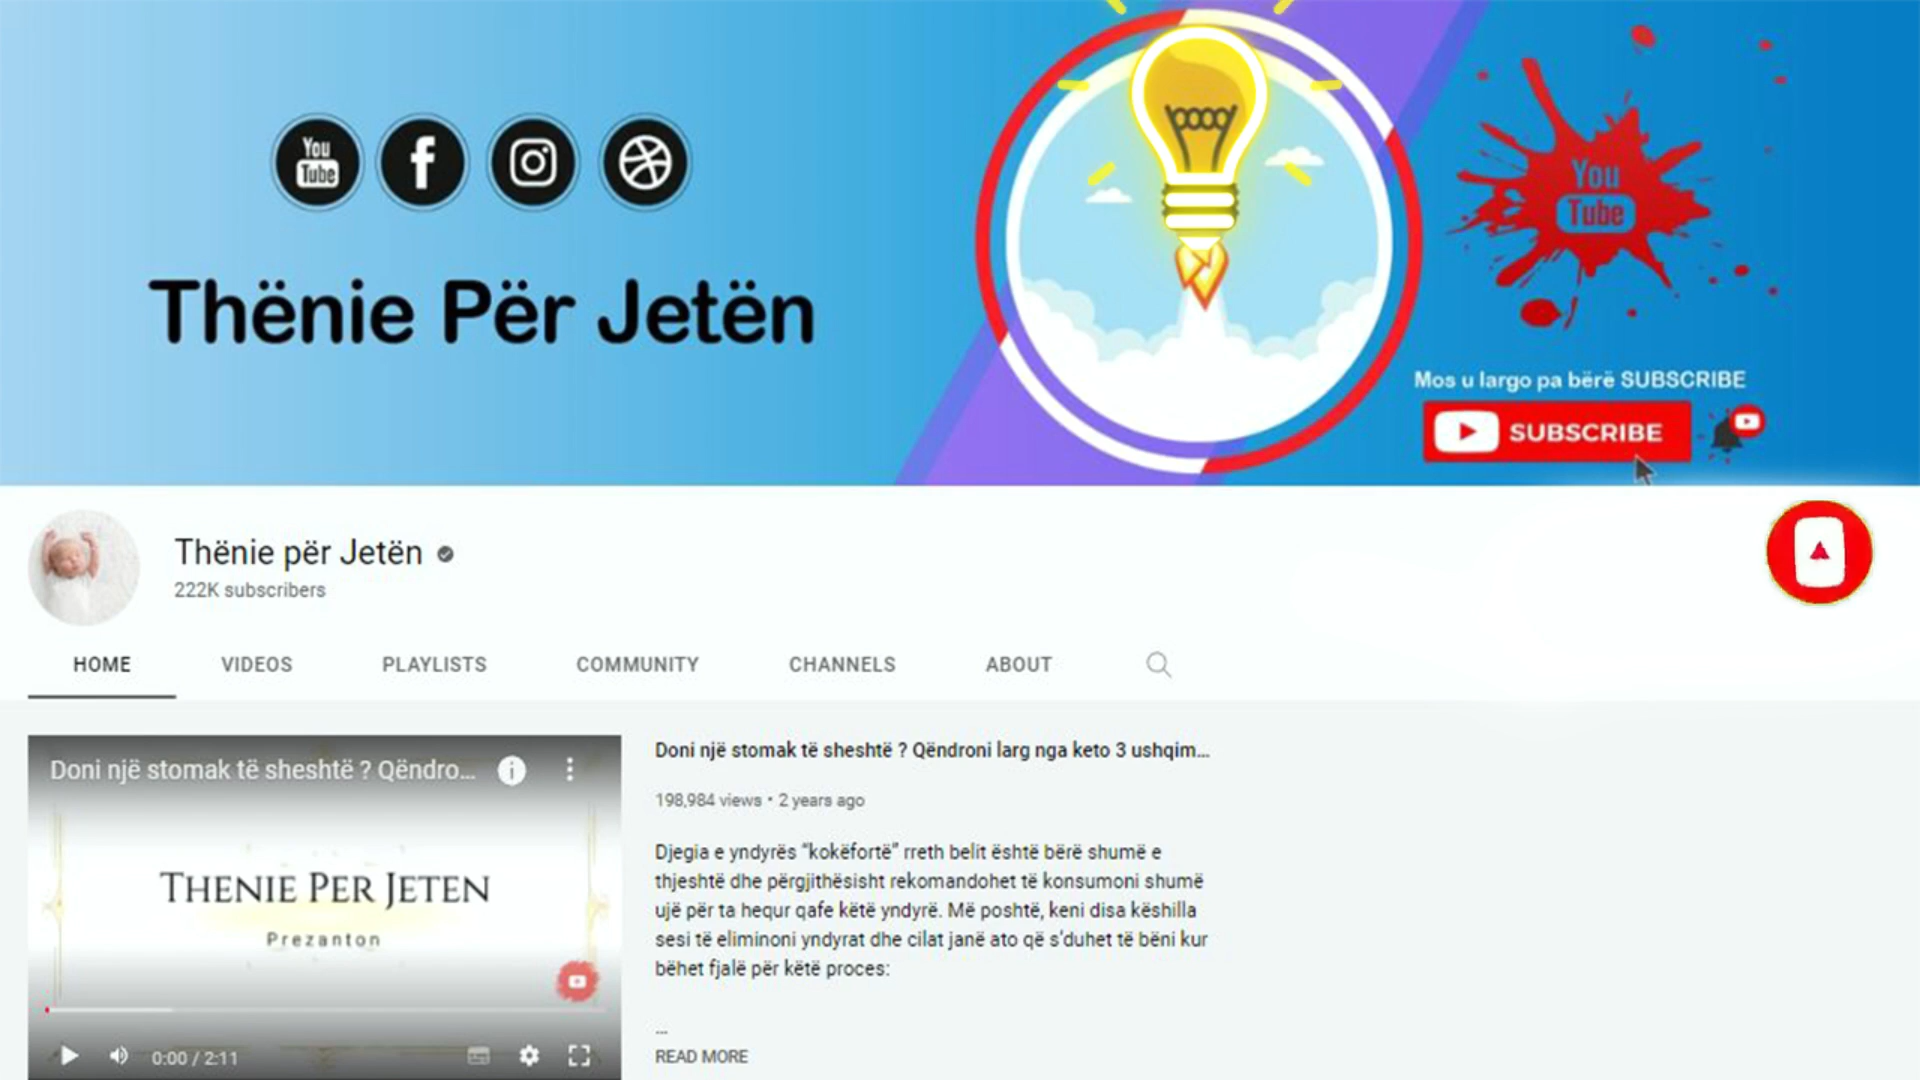 You
Tube
Thënie Për Jetën
You
Tube
Mos u largo pa bërë SUBSCRIBE
SUBSCRIBE
Thënie për Jetën
222K subscribers
HOME VIDEOS PLAYLISTS COMMUNITY CHANNELS ABOUT
Doni një stomak të sheshtë ? Qëndro...
THENIE PER JETEN
Prezanton
0:00 / 2:11
Doni një stomak të sheshtë ? Qëndroni larg nga keto 3 ushqim...
198,984 views • 2 years ago
Djegia e yndyrës “kokëfortë” rreth belit është bërë shumë e
thjeshtë dhe përgjithësisht rekomandohet të konsumoni shumë
ujë për ta hequr qafe këtë yndyrë. Më poshtë, keni disa këshilla
sesi të eliminoni yndyrat dhe cilat janë ato që s'duhet të bëni kur
bëhet fjalë për këtë proces:
...
READ MORE